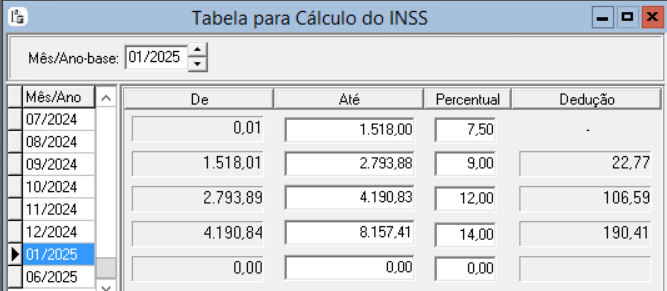 Tabela para Cálculo do INSS
Mês/Ano-base: 01/2025
Mês/Ano De Até Percentual Dedução
07/2024
0,01 1.518,00 7,50 -
08/2024
09/2024 1.518,01 2.793,88 9,00 22,77
10/2024
2.793,89 4.190,83 12,00 106,59
11/2024
12/2024 4.190,84 8.157,41 14,00 190,41
01/2025
0,00 0,00 0,00
06/2025